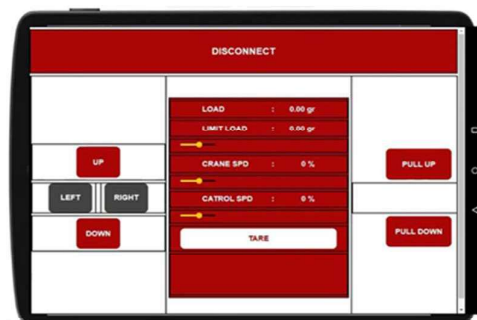 DISCONNECT
LOAD : 0.00 gr
LIMIT LOAD : 0.00 gr
CRANE SPD : 0 %
CATROL SPD : 0 %
TARE
UP
LEFT RIGHT
DOWN
PULL UP
PULL DOWN